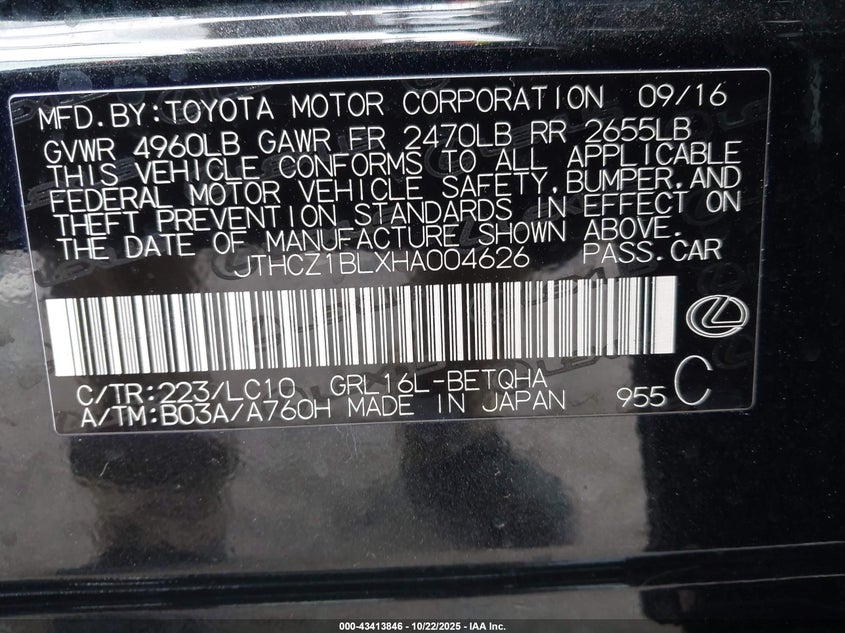 MFD.BY:TOYOTA MOTOR CORPORATION 09/16
GVWR 4960LB GAWR FR 2470LB RR 2655LB
THIS VEHICLE CONFORMS TO ALL APPLICABLE
FEDERAL MOTOR VEHICLE SAFETY,BUMPER,AND
THEFT PREVENTION STANDARDS IN EFFECT ON
THE DATE OF MANUFACTURE SHOWN ABOVE.
JTHCZ1BLXHA004626 PASS.CAR
C/TR:223/LC10 GRL16L-BETQHA
A/TM:B03A/A760H MADE IN JAPAN 955 C
000-43413846 - 10/22/2025 - IAA Inc.